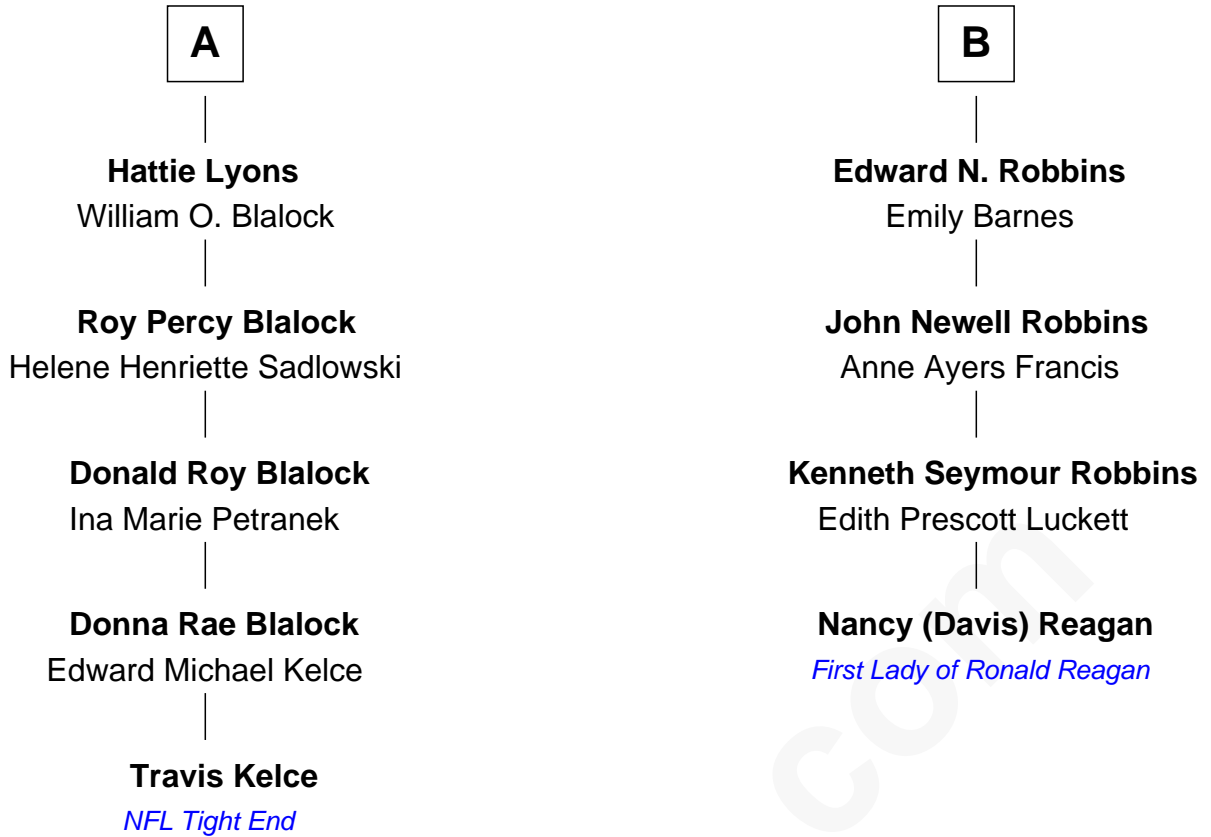 A
Hattie Lyons
William O. Blalock
Roy Percy Blalock
Helene Henriette Sadlowski
Donald Roy Blalock
Ina Marie Petranek
Donna Rae Blalock
Edward Michael Kelce
Travis Kelce
NFL Tight End
B
Edward N. Robbins
Emily Barnes
John Newell Robbins
Anne Ayers Francis
Kenneth Seymour Robbins
Edith Prescott Luckett
Nancy (Davis) Reagan
First Lady of Ronald Reagan
com